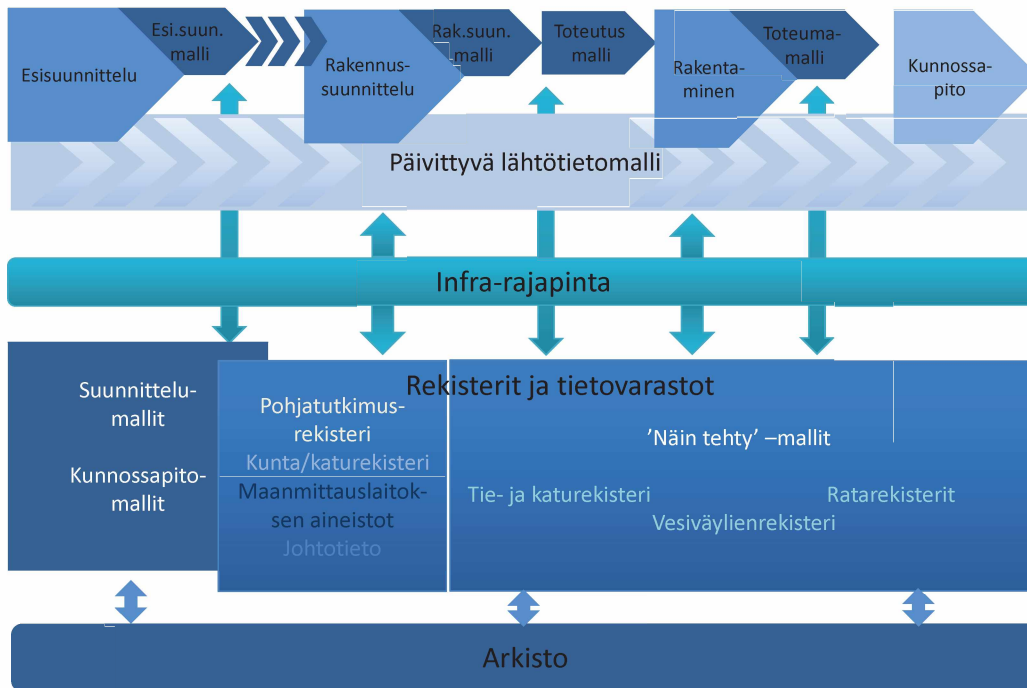 Esisuunnittelu
Esi.suun.
malli
Rakennus-
suunnittelu
Rak.suun.
malli
Toteutus
malli
Rakenta-
minen
Toteuma-
malli
Kunnossa-
pito
Päivittyvä lähtötietomalli
Infra-rajapinta
Rekisterit ja tietovarastot
Suunnittelu-
mallit
Kunnossapito-
mallit
Pohjatutkimus-
rekisteri
Kunta/katurekisteri
Maanmittauslaitok-
sen aineistot
Johtotieto
’Näin tehty’ –mallit
Tie- ja katurekisteri
Ratarekisterit
Vesiväylienrekisteri
Arkisto